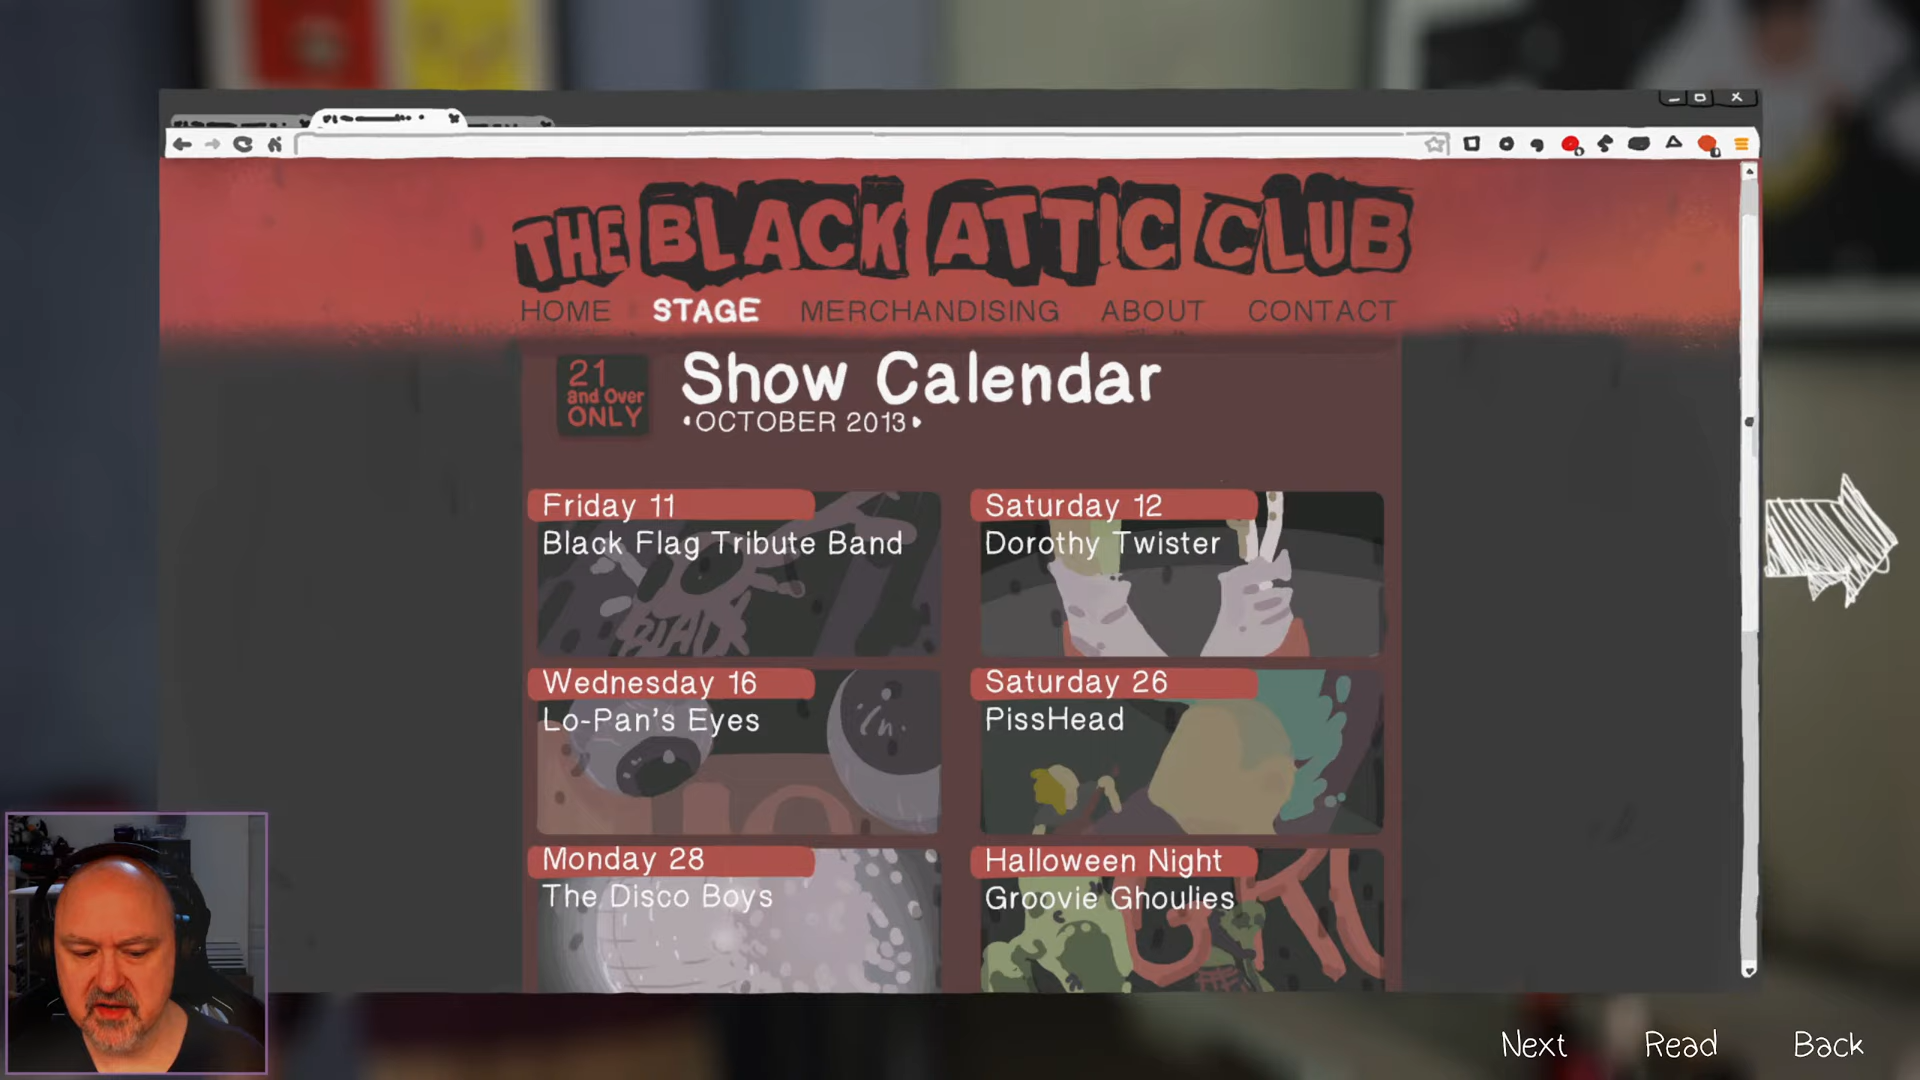 THE BLACK ATTIC CLUB
HOME STAGE MERCHANDISING ABOUT CONTACT
21
and Over
ONLY
Show Calendar
OCTOBER 2013
Friday 11
Black Flag Tribute Band
BLACK
Saturday 12
Dorothy Twister
Wednesday 16
Lo-Pan's Eyes
Saturday 26
PissHead
Monday 28
The Disco Boys
Halloween Night
Groovie Ghoulies
Next Read Back